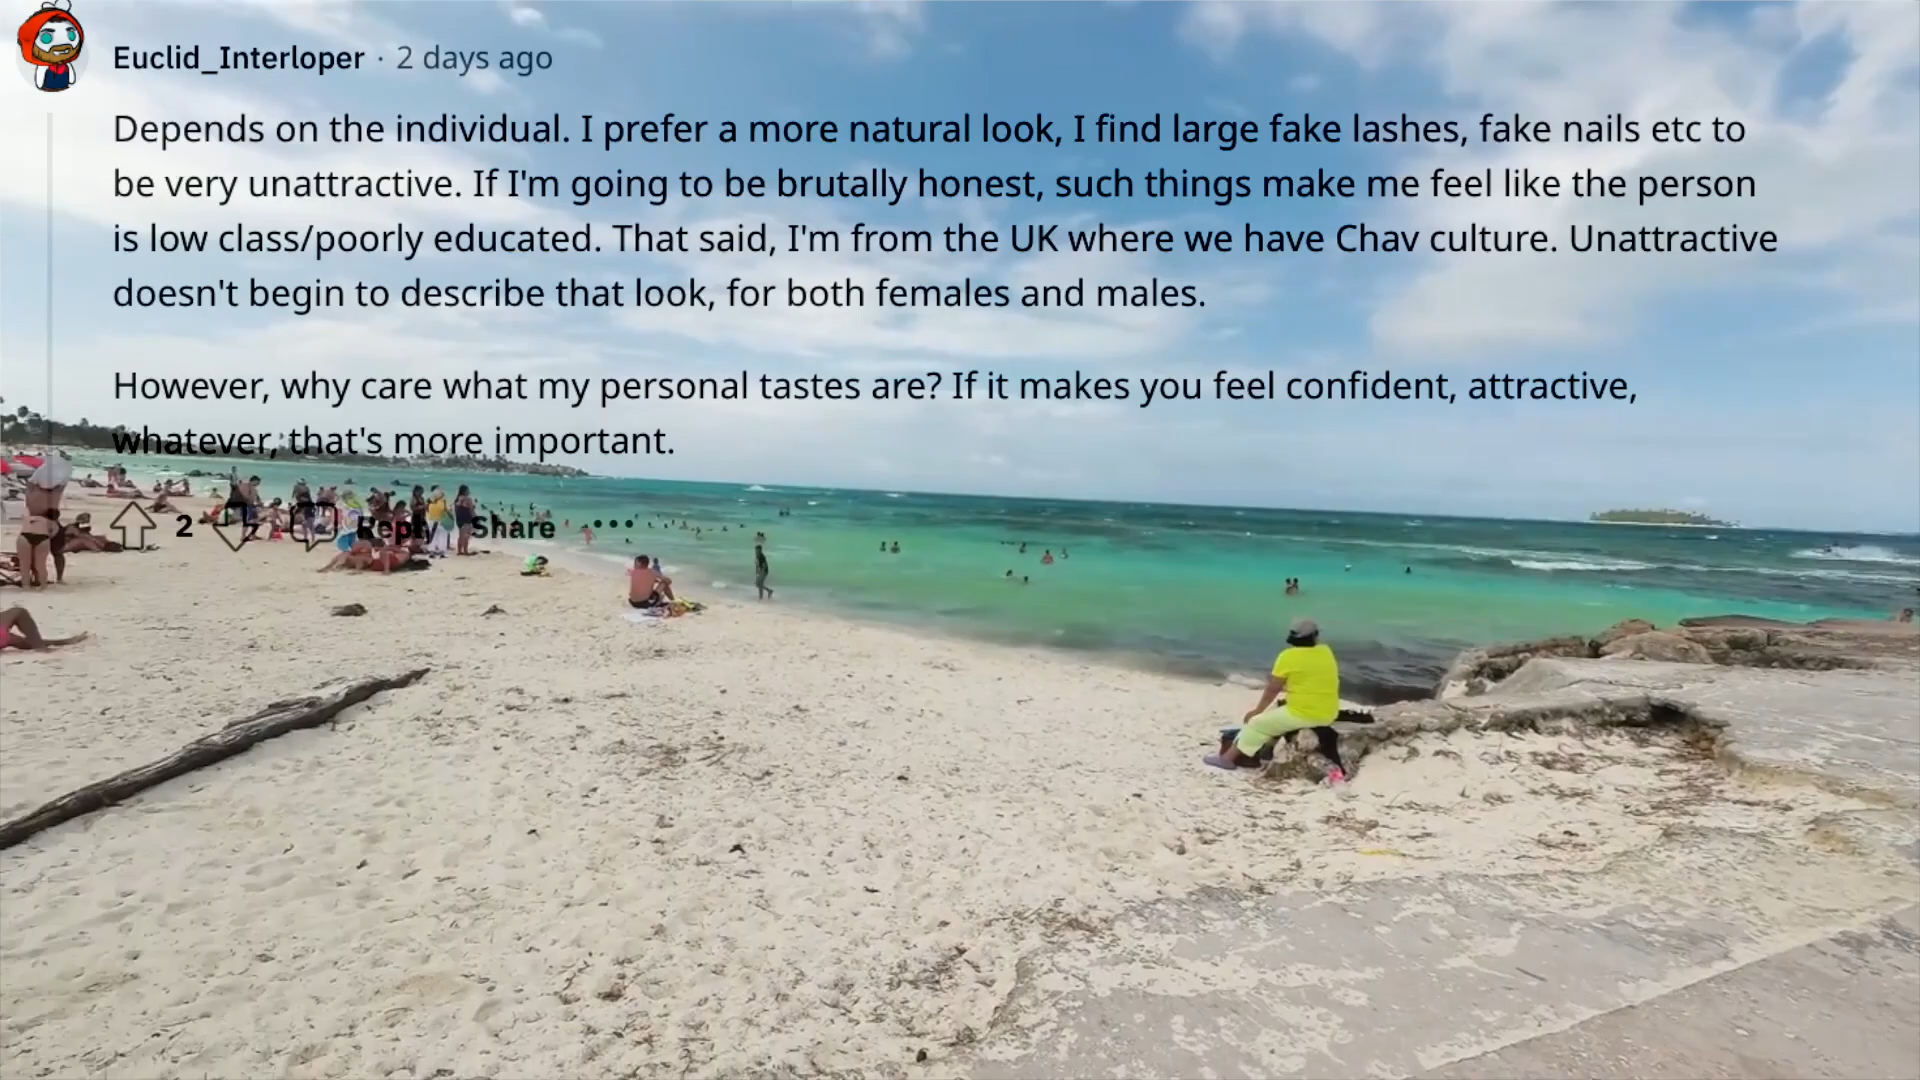 Euclid_Interloper · 2 days ago
Depends on the individual. I prefer a more natural look, I find large fake lashes, fake nails etc to
be very unattractive. If I'm going to be brutally honest, such things make me feel like the person
is low class/poorly educated. That said, I'm from the UK where we have Chav culture. Unattractive
doesn't begin to describe that look, for both females and males.
However, why care what my personal tastes are? If it makes you feel confident, attractive,
whatever, that's more important.
2 Reply Share